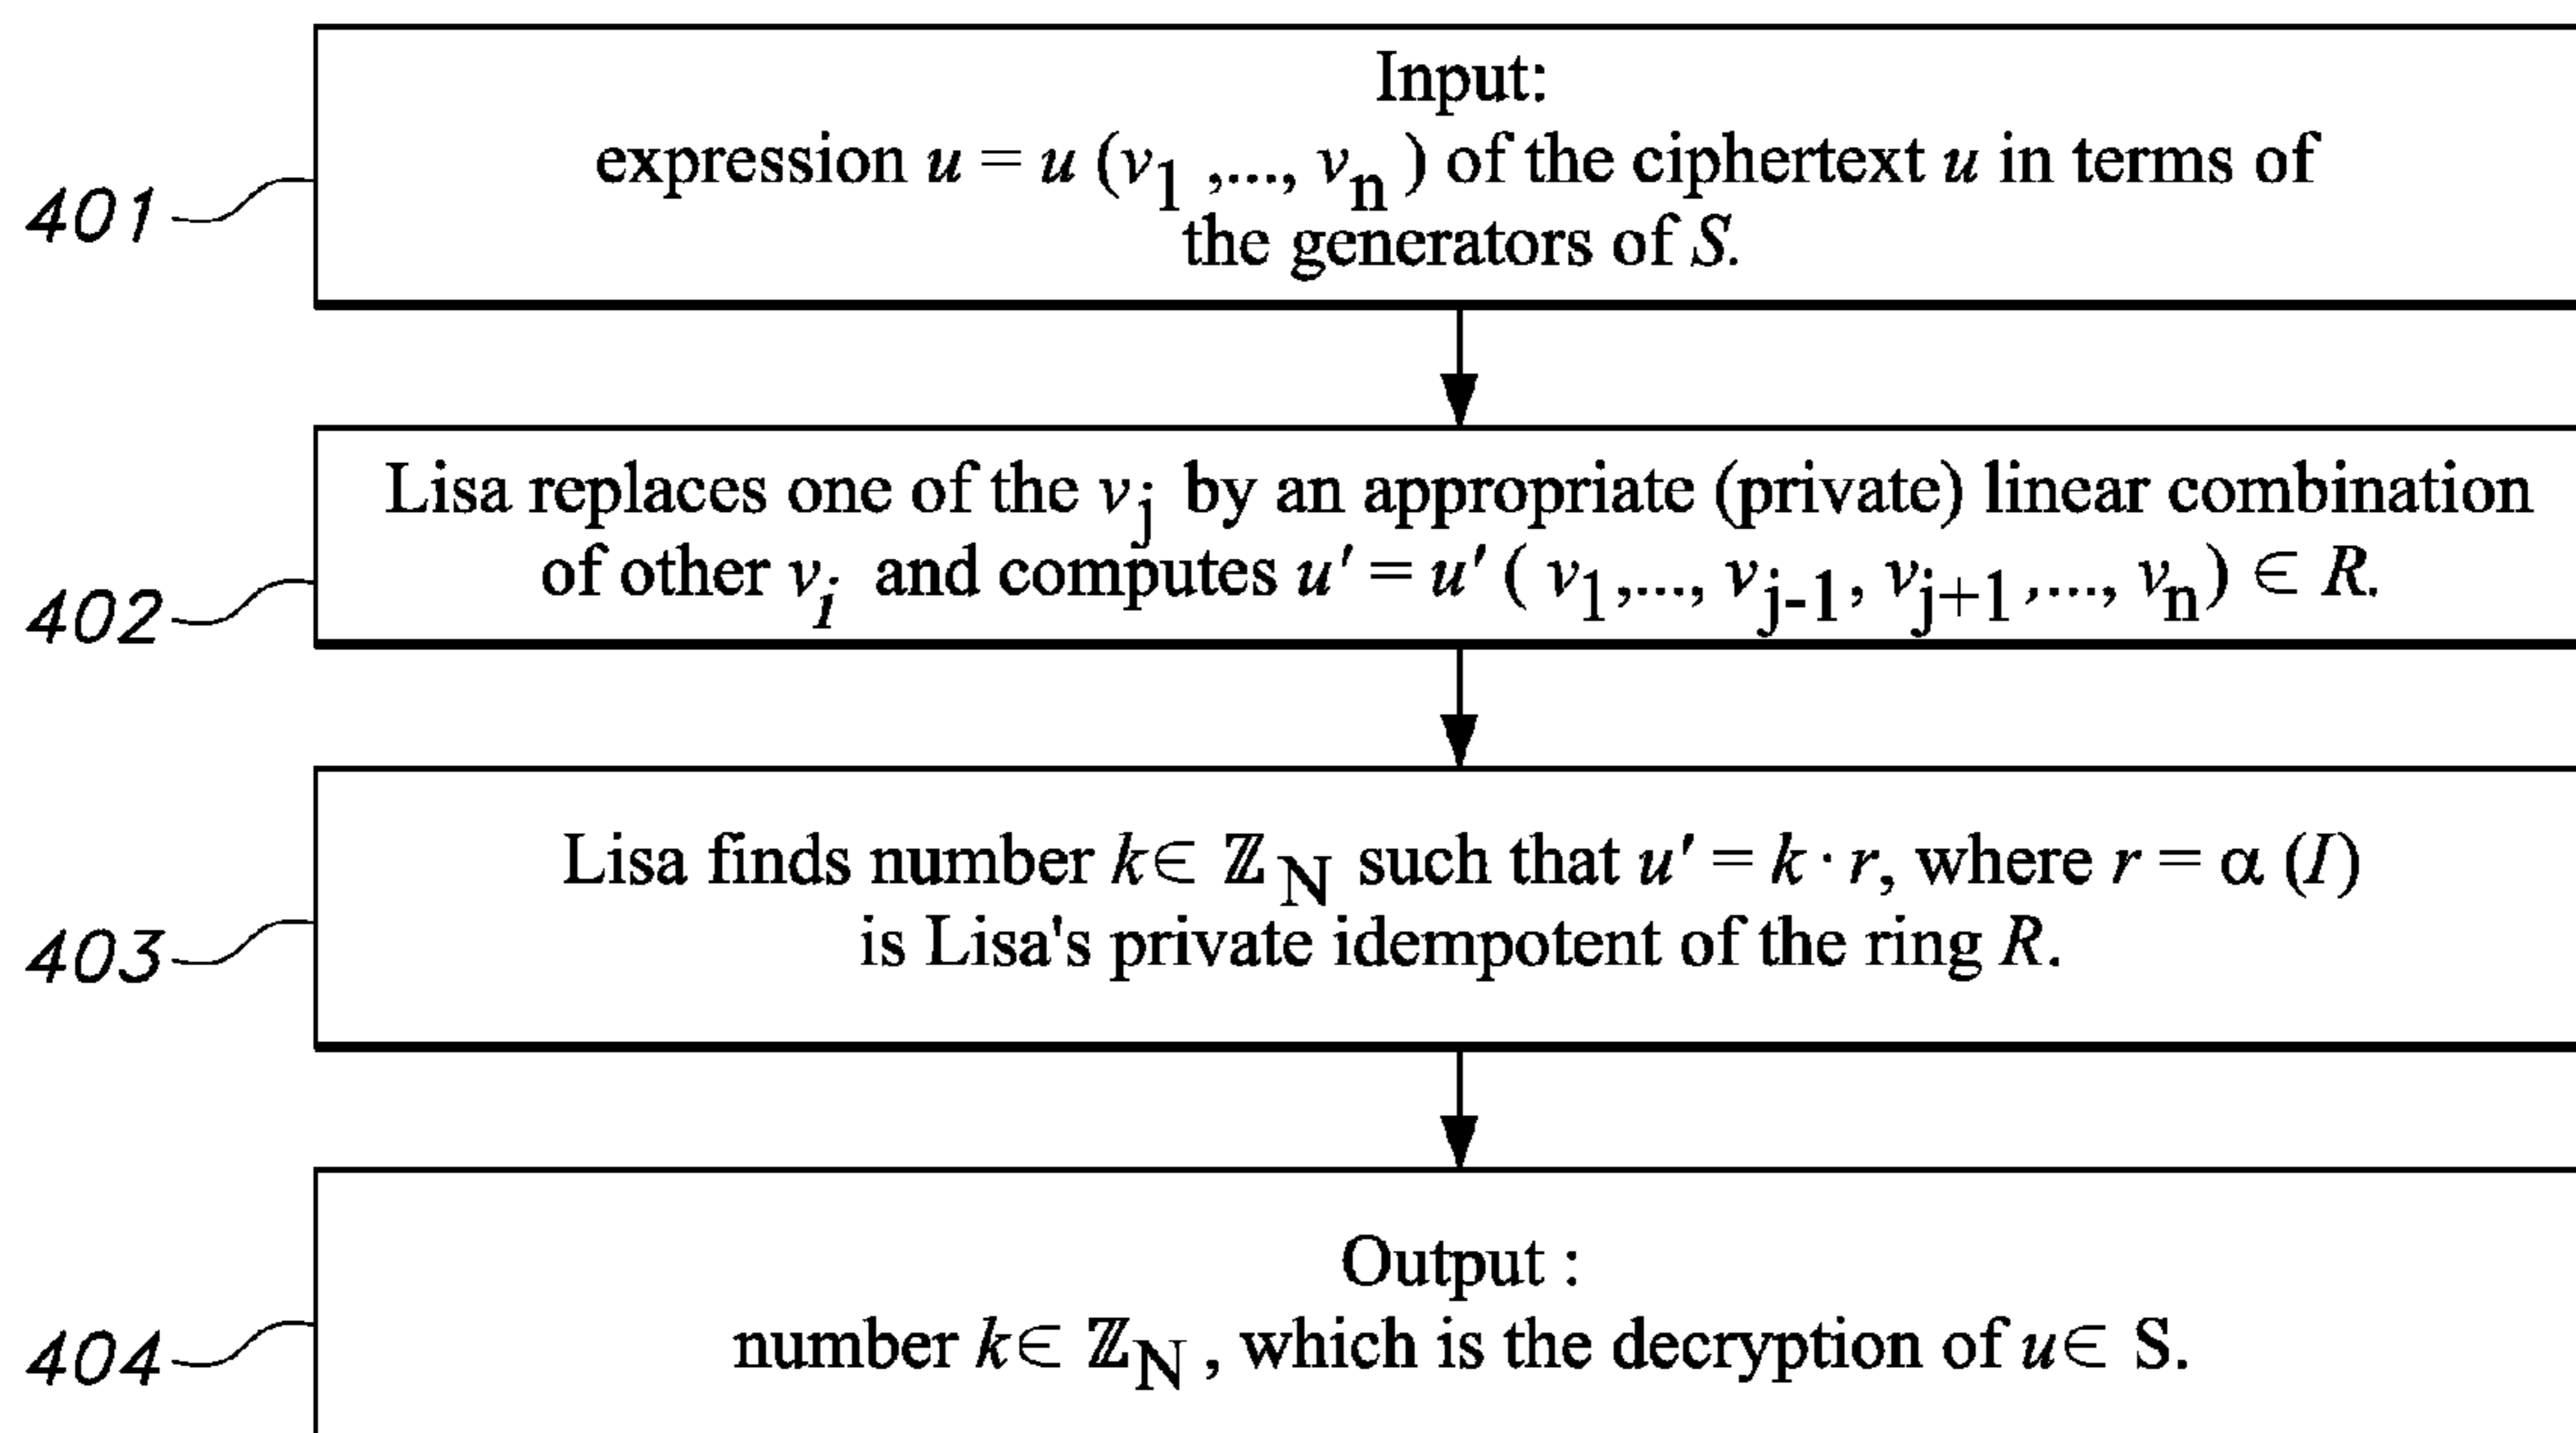 Input:
expression u = u (v1 ,..., vn ) of the ciphertext u in terms of
the generators of S.
401
Lisa replaces one of the vj by an appropriate (private) linear combination
of other vi and computes u' = u' ( v1,..., vj-1, vj+1,..., vn) ∈ R.
402
Lisa finds number k∈ ℤN such that u' = k · r, where r = α (I)
is Lisa's private idempotent of the ring R.
403
Output :
number k∈ ℤN , which is the decryption of u∈ S.
404